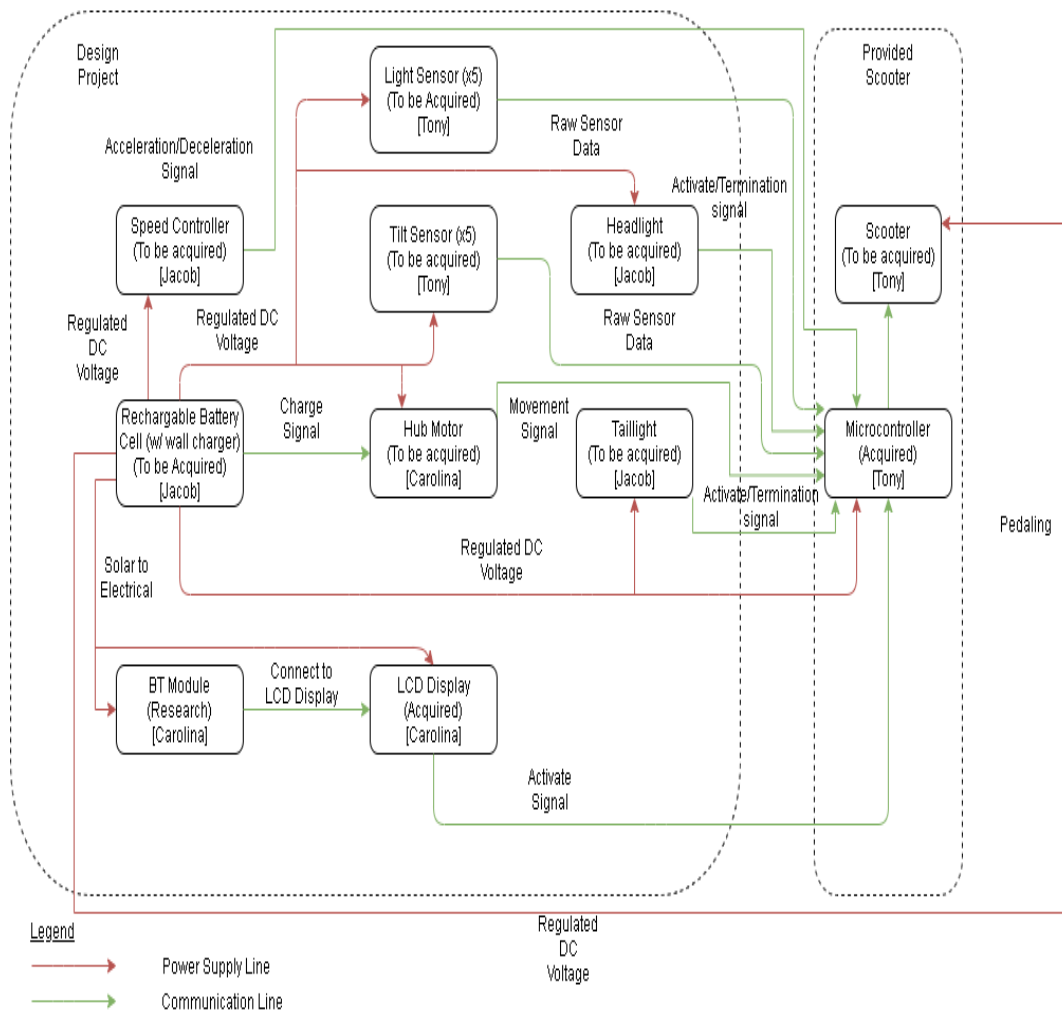 Design
Project
Provided
Scooter
Light Sensor (x5)
(To be Acquired)
[Tony]
Raw Sensor
Data
Acceleration/Deceleration
Signal
Activate/Termination
signal
Speed Controller
(To be acquired)
[Jacob]
Tilt Sensor (x5)
(To be acquired)
[Tony]
Headlight
(To be acquired)
[Jacob]
Scooter
(To be acquired)
[Tony]
Regulated
DC
Voltage
Regulated DC
Voltage
Raw Sensor
Data
Rechargable Battery
Cell (w/ wall charger)
(To be Acquired)
[Jacob]
Charge
Signal
Hub Motor
(To be acquired)
[Carolina]
Movement
Signal
Taillight
(To be acquired)
[Jacob]
Microcontroller
(Acquired)
[Tony]
Activate/Termination
signal
Pedaling
Solar to
Electrical
Regulated DC
Voltage
BT Module
(Research)
[Carolina]
Connect to
LCD Display
LCD Display
(Acquired)
[Carolina]
Activate
Signal
Regulated
DC
Voltage
Legend
Power Supply Line
Communication Line